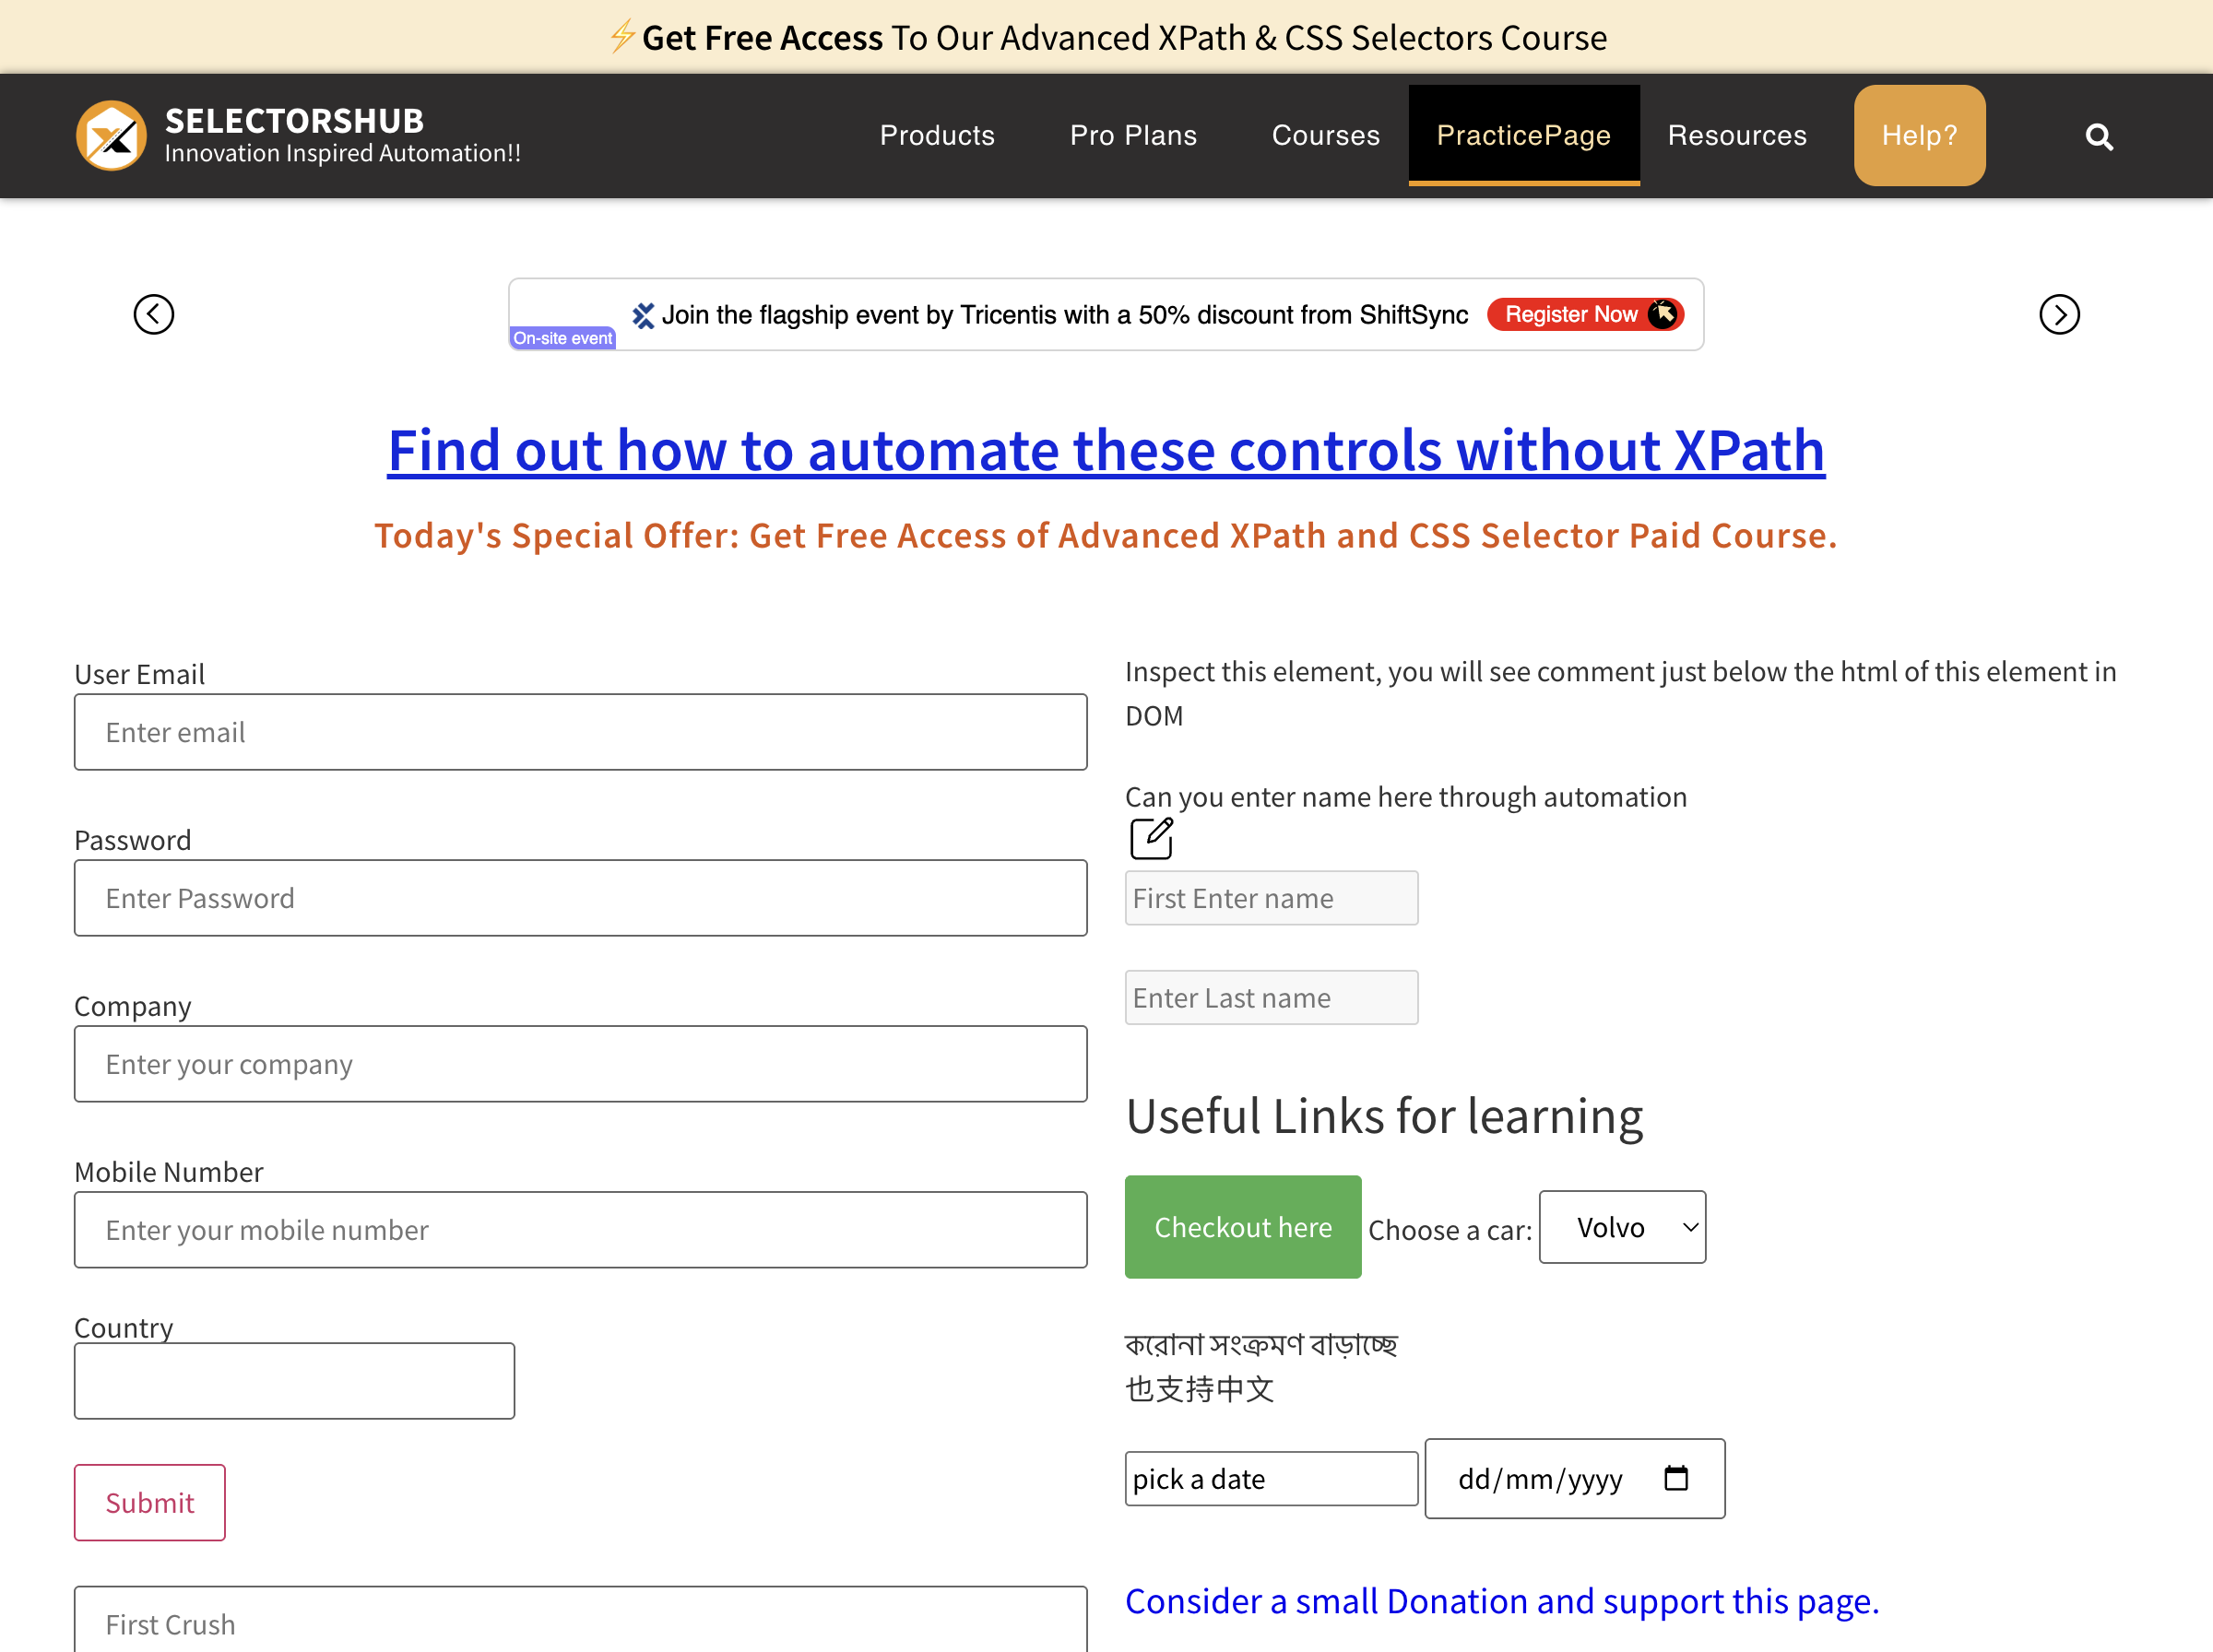 ⚡Get Free Access To Our Advanced XPath & CSS Selectors Course
SELECTORSHUB
Innovation Inspired Automation!!
Products
Pro Plans
Courses
PracticePage
Resources
Help?
Join the flagship event by Tricentis with a 50% discount from ShiftSync
Register Now
On-site event
Find out how to automate these controls without XPath
Today's Special Offer: Get Free Access of Advanced XPath and CSS Selector Paid Course.
User Email
Enter email
Password
Enter Password
Company
Enter your company
Mobile Number
Enter your mobile number
Country
Submit
First Crush
Inspect this element, you will see comment just below the html of this element in
DOM
Can you enter name here through automation
First Enter name
Enter Last name
Useful Links for learning
Checkout here
Choose a car:
Volvo
করোনা সংক্রমণ বাড়াচ্ছে
也支持中文
pick a date
dd/mm/yyyy
Consider a small Donation and support this page.